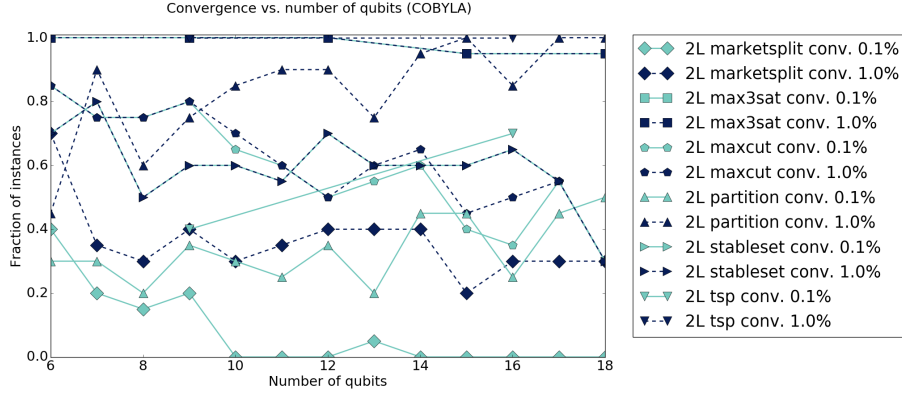 Convergence vs. number of qubits (COBYLA)
1.0
0.8
0.6
0.4
0.2
0.0
Fraction of instances
6 8 10 12 14 16 18
Number of qubits
2L marketsplit conv. 0.1%
2L marketsplit conv. 1.0%
2L max3sat conv. 0.1%
2L max3sat conv. 1.0%
2L maxcut conv. 0.1%
2L maxcut conv. 1.0%
2L partition conv. 0.1%
2L partition conv. 1.0%
2L stableset conv. 0.1%
2L stableset conv. 1.0%
2L tsp conv. 0.1%
2L tsp conv. 1.0%